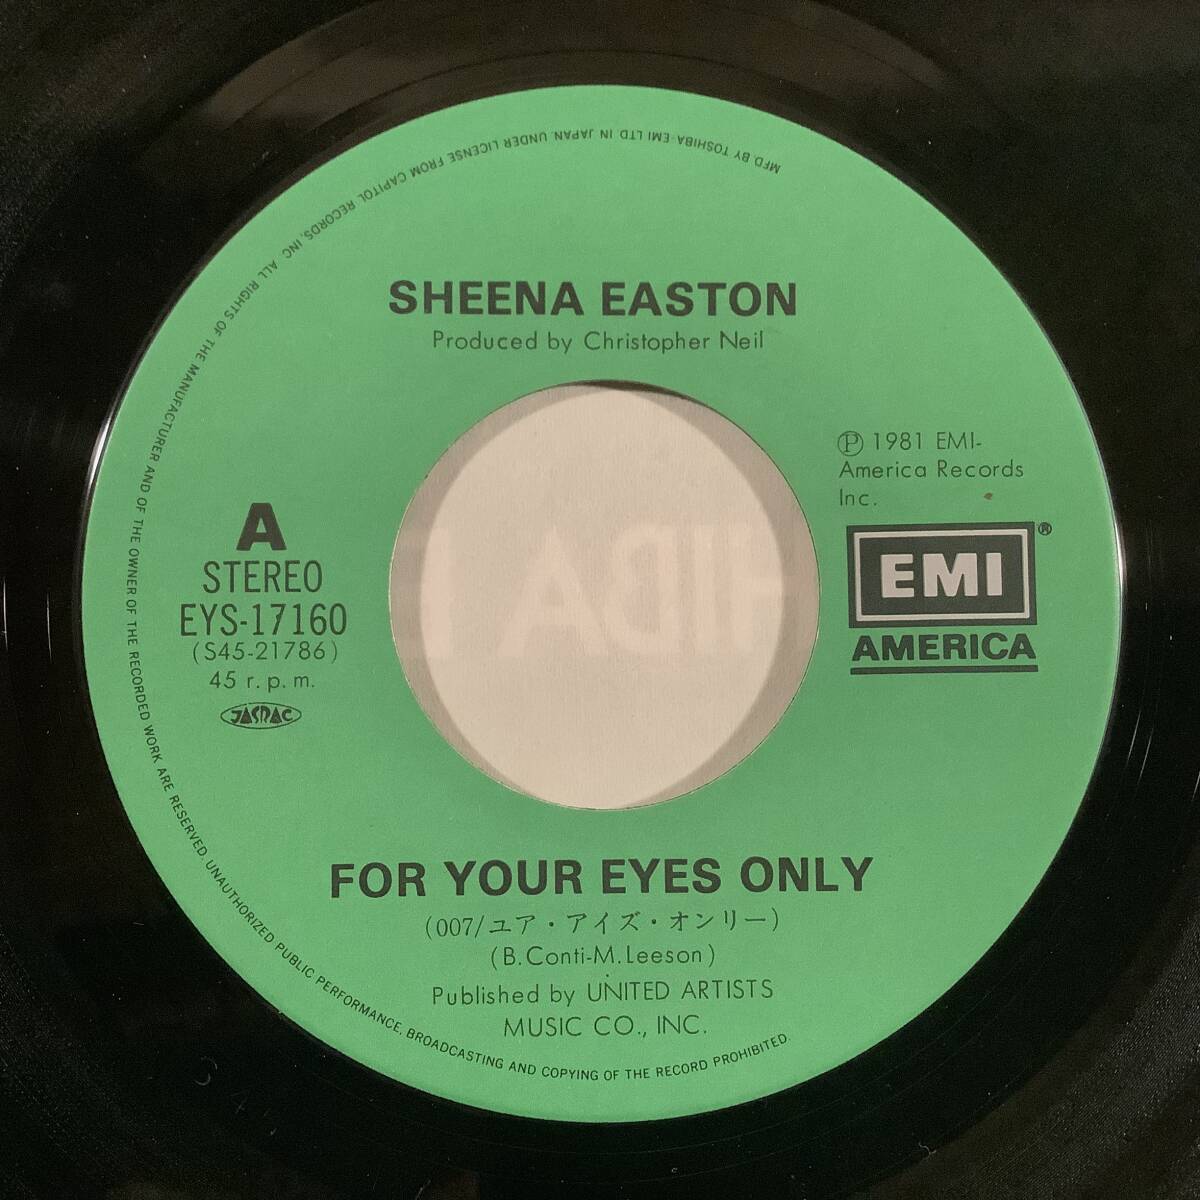 MFD BY TOSHIBA-EMI LTD IN JAPAN, UNDER LICENSE FROM CAPITOL RECORDS, INC. ALL RIGHTS OF THE MANUFACTURER AND OF THE OWNER OF THE RECORDED WORK ARE RESERVED. UNAUTHORIZED PUBLIC PERFORMANCE, BROADCASTING AND COPYING OF THE RECORD PROHIBITED.
SHEENA EASTON
Produced by Christopher Neil
Ⓟ 1981 EMI-
America Records
Inc.
A
STEREO
EYS-17160
(S45-21786)
45 r.p.m.
JASRAC
EMI®
AMERICA
FOR YOUR EYES ONLY
(007/ユア・アイズ・オンリー)
(B.Conti-M.Leeson)
Published by UNITED ARTISTS
MUSIC CO., INC.